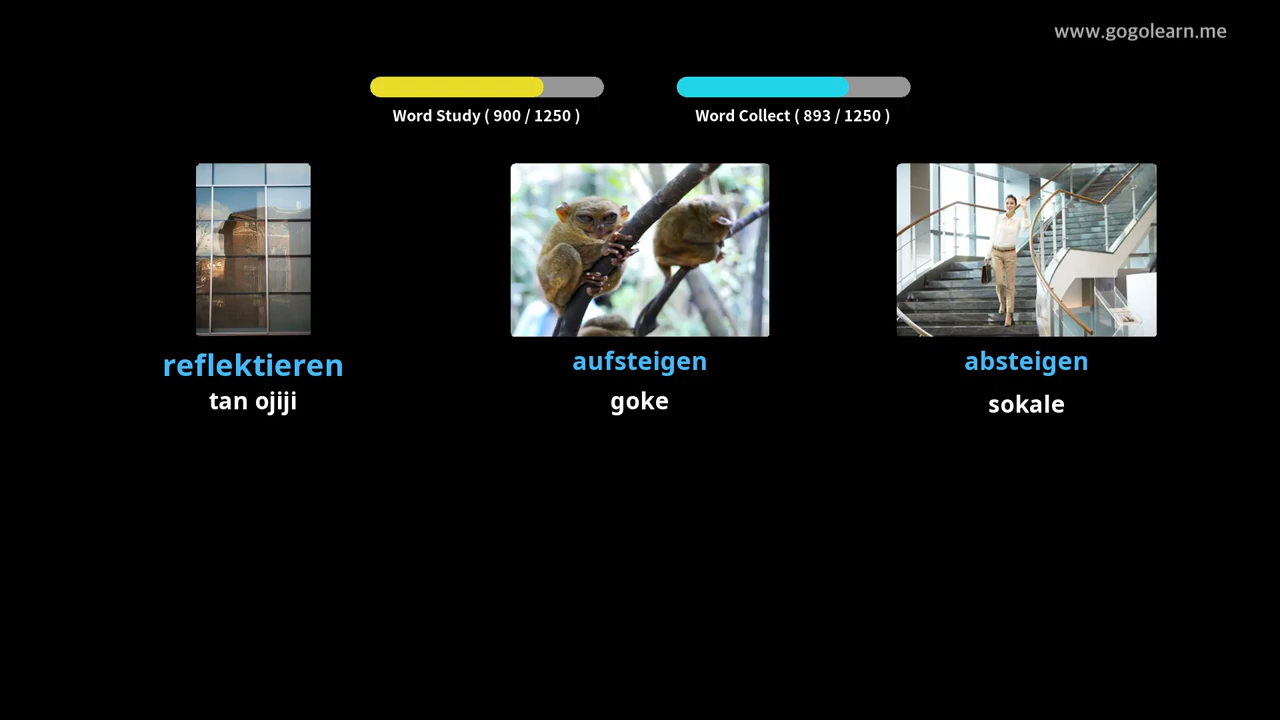 www.gogolearn.me
Word Study ( 900 / 1250 )
Word Collect ( 893 / 1250 )
reflektieren
tan ojiji
aufsteigen
goke
absteigen
sokale